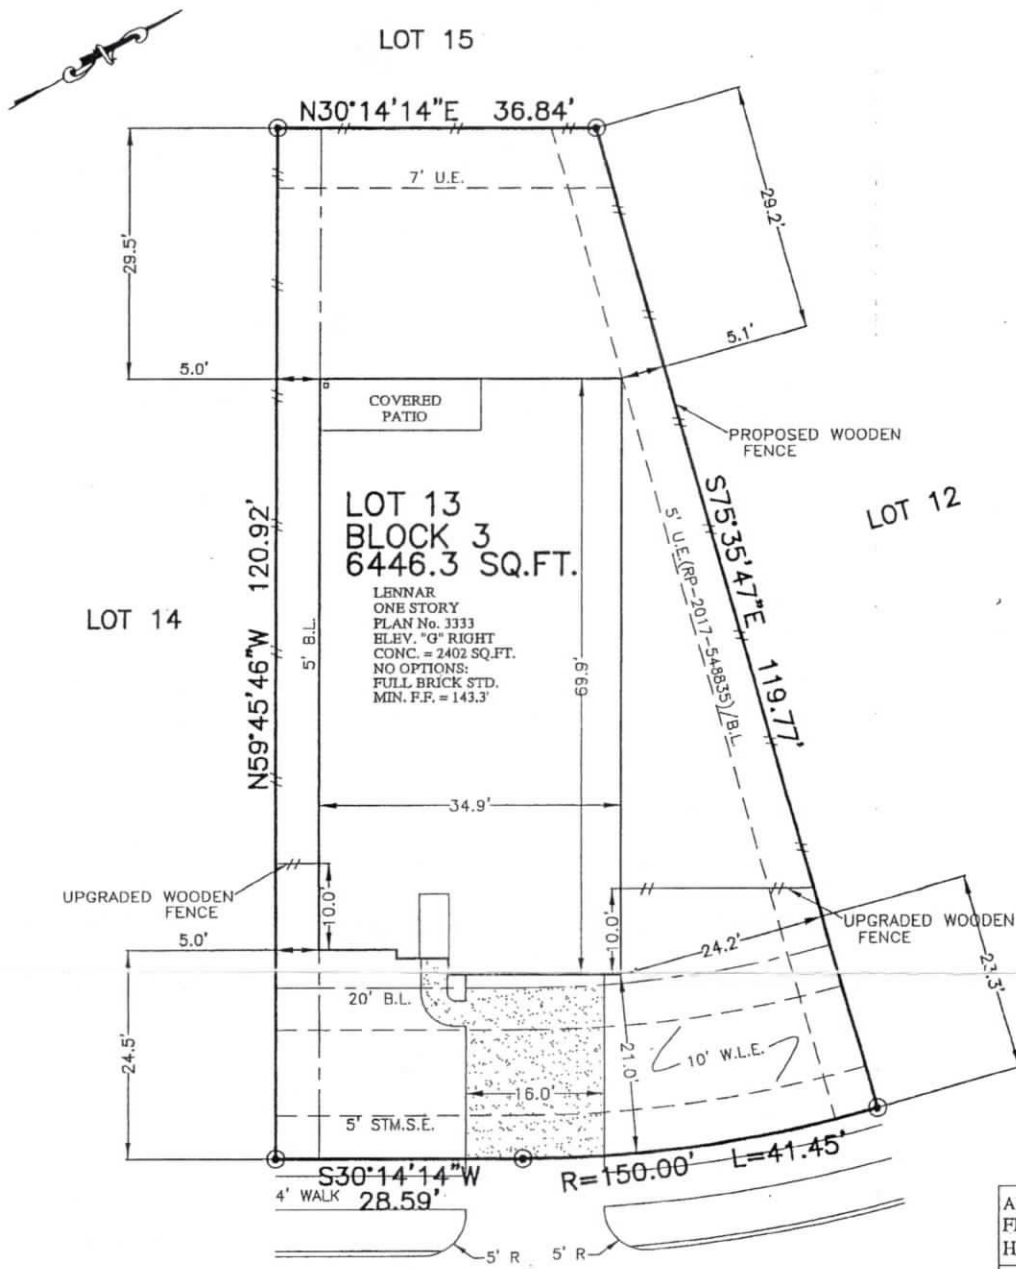 LOT 15
N30°14'14"E 36.84'
7' U.E.
29.5'
29.2'
5.0'
5.1'
COVERED
PATIO
PROPOSED WOODEN
FENCE
LOT 13
BLOCK 3
6446.3 SQ.FT.
LENNAR
ONE STORY
PLAN No. 3333
ELEV. "G" RIGHT
CONC. = 2402 SQ.FT.
NO OPTIONS:
FULL BRICK STD.
MIN. F.F. = 143.3'
LOT 12
LOT 14
N59°45'46"W 120.92'
5' B.L.
69.9'
5' U.E.(RP-2017-548835)/B.L.
S75°35'47"E 119.77'
34.9'
UPGRADED WOODEN
FENCE
10.0'
10.0'
UPGRADED WOODEN
FENCE
5.0'
24.2'
23.3'
20' B.L.
24.5'
21.0'
10' W.L.E.
16.0'
5' STM.S.E.
S30°14'14"W
28.59'
R=150.00' L=41.45'
4' WALK
5' R
5' R
A
H